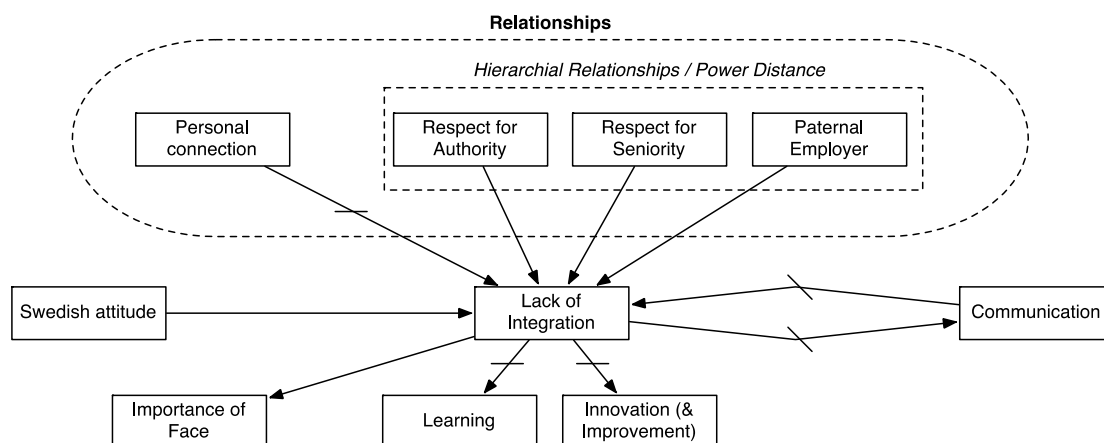 Relationships
Hierarchial Relationships / Power Distance
Personal
connection
Respect for
Authority
Respect for
Seniority
Paternal
Employer
Swedish attitude
Lack of
Integration
Communication
Importance of
Face
Learning
Innovation (&
Improvement)